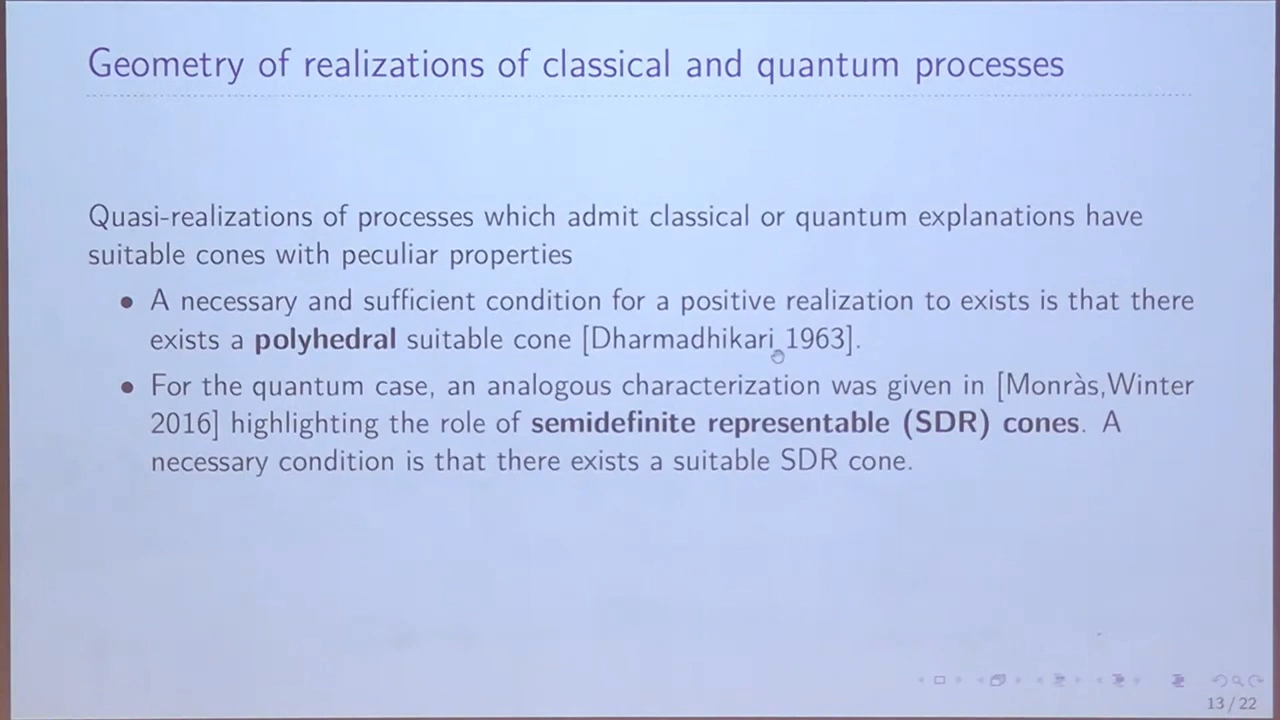 Geometry of realizations of classical and quantum processes
Quasi-realizations of processes which admit classical or quantum explanations have
suitable cones with peculiar properties
• A necessary and sufficient condition for a positive realization to exists is that there
exists a polyhedral suitable cone [Dharmadhikari 1963].
• For the quantum case, an analogous characterization was given in [Monràs,Winter
2016] highlighting the role of semidefinite representable (SDR) cones. A
necessary condition is that there exists a suitable SDR cone.
13 / 22